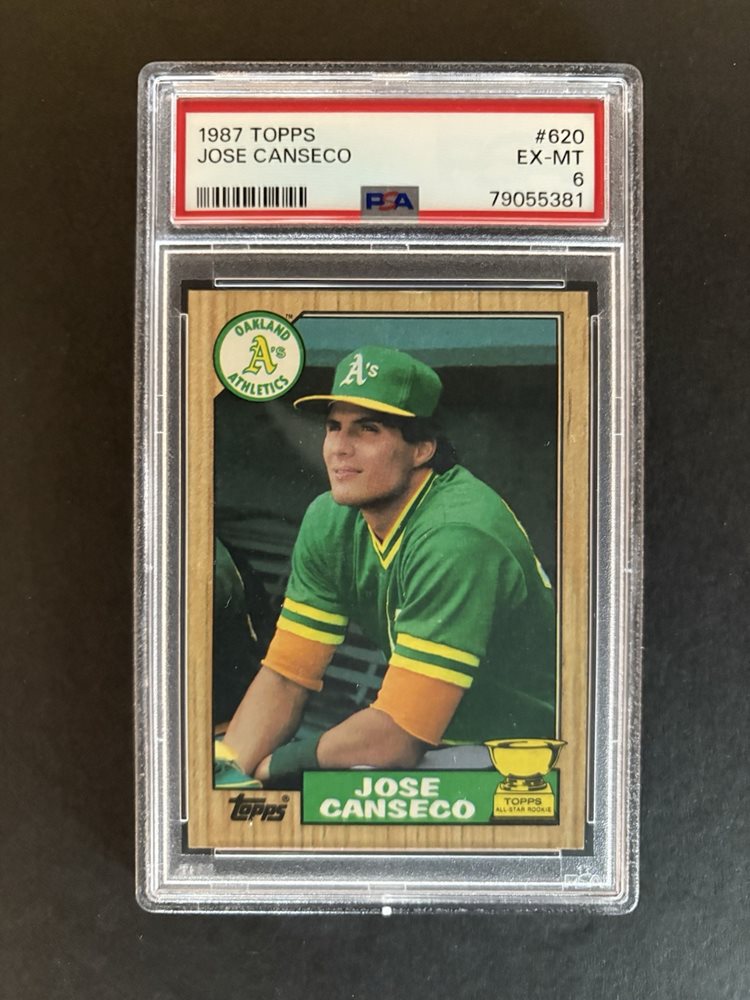 1987 TOPPS #620
JOSE CANSECO EX-MT
6
PSA 79055381
OAKLAND
A's
ATHLETICS
™
A's
topps®
JOSE
CANSECO
TOPPS
ALL-STAR ROOKIE